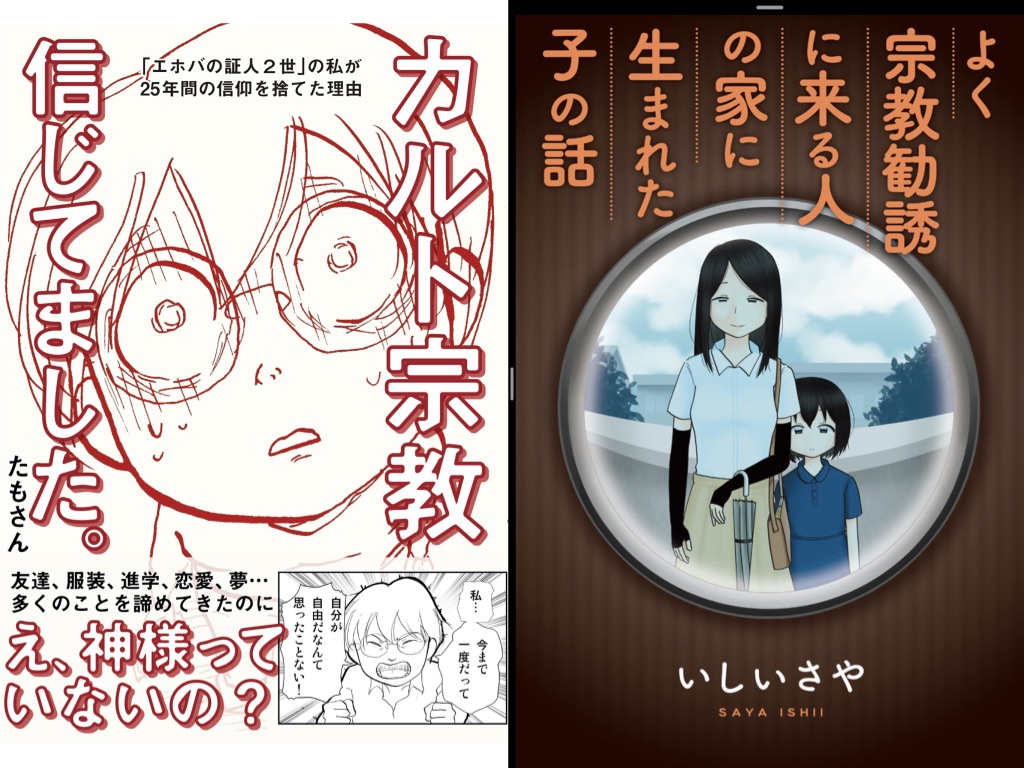 カルト宗教
信じてました。
「エホバの証人2世」の私が
25年間の信仰を捨てた理由
たもさん
友達、服装、進学、恋愛、夢…
多くのことを諦めてきたのに
え、神様って
いないの？
私…
今まで
一度だって
自分が
自由だなんて
思ったことない！
よく
宗教勧誘
に来る人
の家に
生まれた
子の話
いしいさや
SAYA ISHII